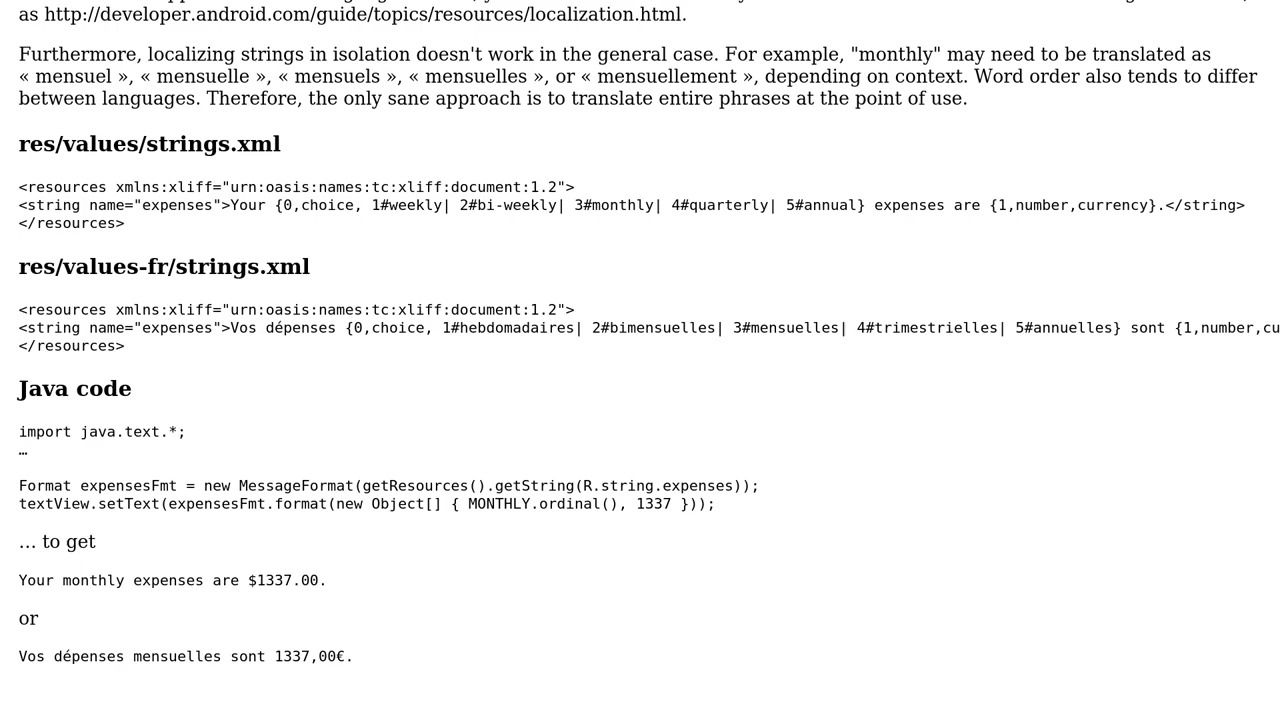 as http://developer.android.com/guide/topics/resources/localization.html.
Furthermore, localizing strings in isolation doesn't work in the general case. For example, "monthly" may need to be translated as
« mensuel », « mensuelle », « mensuels », « mensuelles », or « mensuellement », depending on context. Word order also tends to differ
between languages. Therefore, the only sane approach is to translate entire phrases at the point of use.
res/values/strings.xml
<resources xmlns:xliff="urn:oasis:names:tc:xliff:document:1.2">
<string name="expenses">Your {0,choice, 1#weekly| 2#bi-weekly| 3#monthly| 4#quarterly| 5#annual} expenses are {1,number,currency}.</string>
</resources>
res/values-fr/strings.xml
<resources xmlns:xliff="urn:oasis:names:tc:xliff:document:1.2">
<string name="expenses">Vos dépenses {0,choice, 1#hebdomadaires| 2#bimensuelles| 3#mensuelles| 4#trimestrielles| 5#annuelles} sont {1,number,cu
</resources>
Java code
import java.text.*;
…
Format expensesFmt = new MessageFormat(getResources().getString(R.string.expenses));
textView.setText(expensesFmt.format(new Object[] { MONTHLY.ordinal(), 1337 }));
… to get
Your monthly expenses are $1337.00.
or
Vos dépenses mensuelles sont 1337,00€.